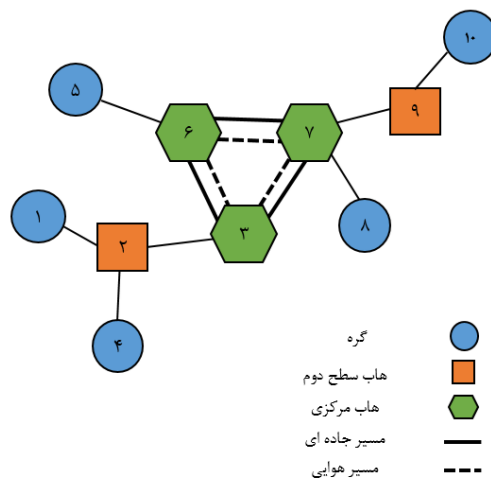 ۱۰
۵
۹
۶
۷
۱
۸
۲
۳
۴
گره
هاب سطح دوم
هاب مرکزی
مسیر جاده ای
مسیر هوایی